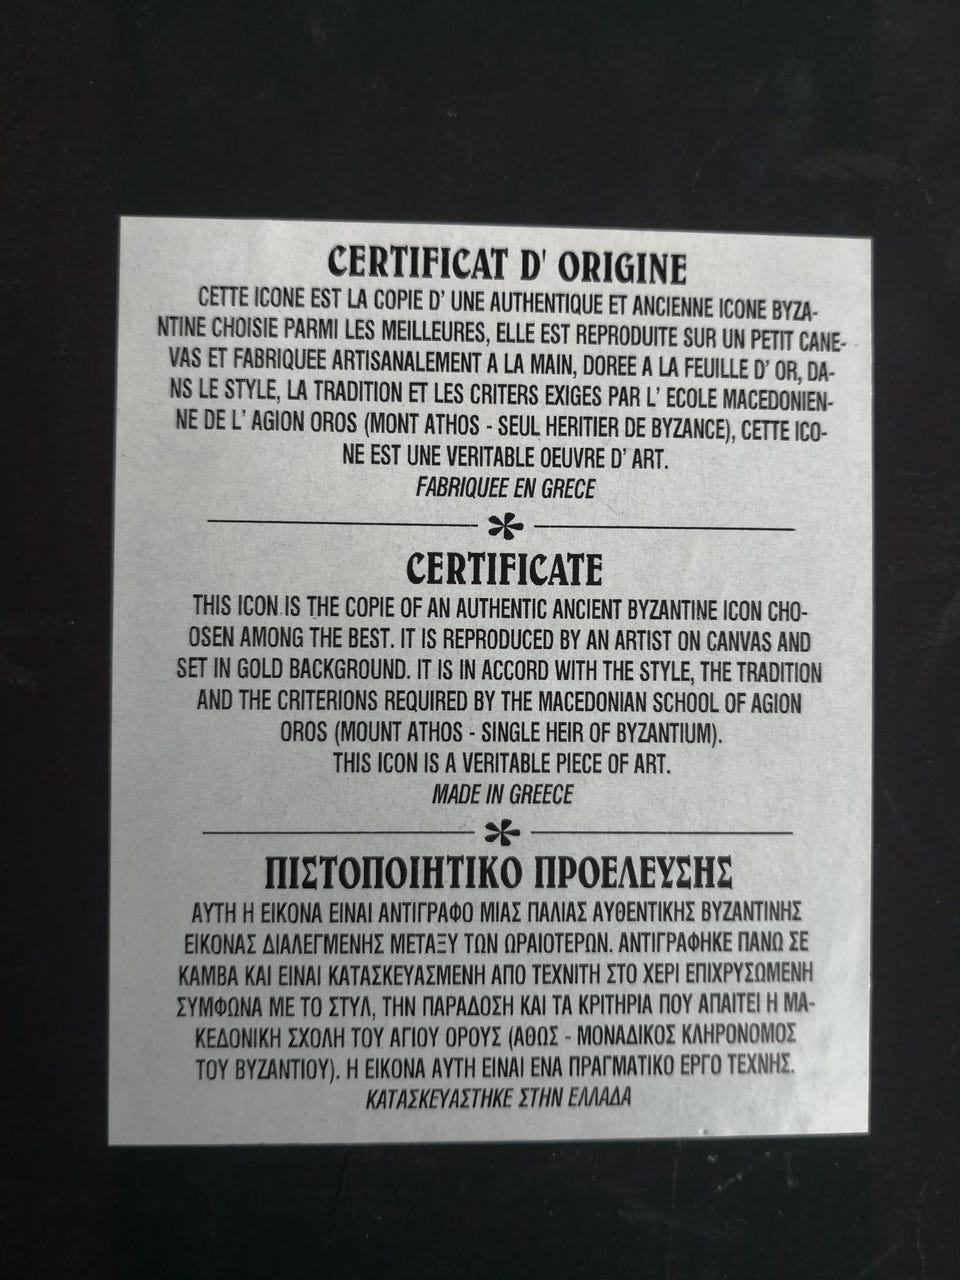 CERTIFICAT D' ORIGINE
CETTE ICONE EST LA COPIE D' UNE AUTHENTIQUE ET ANCIENNE ICONE BYZA-
NTINE CHOISIE PARMI LES MEILLEURES, ELLE EST REPRODUITE SUR UN PETIT CANE-
VAS ET FABRIQUEE ARTISANALEMENT A LA MAIN, DOREE A LA FEUILLE D' OR, DA-
NS LE STYLE, LA TRADITION ET LES CRITERS EXIGES PAR L' ECOLE MACEDONIEN-
NE DE L' AGION OROS (MONT ATHOS - SEUL HERITIER DE BYZANCE), CETTE ICO-
NE EST UNE VERITABLE OEUVRE D' ART.
FABRIQUEE EN GRECE
CERTIFICATE
THIS ICON IS THE COPIE OF AN AUTHENTIC ANCIENT BYZANTINE ICON CHO-
OSEN AMONG THE BEST. IT IS REPRODUCED BY AN ARTIST ON CANVAS AND
SET IN GOLD BACKGROUND. IT IS IN ACCORD WITH THE STYLE, THE TRADITION
AND THE CRITERIONS REQUIRED BY THE MACEDONIAN SCHOOL OF AGION
OROS (MOUNT ATHOS - SINGLE HEIR OF BYZANTIUM).
THIS ICON IS A VERITABLE PIECE OF ART.
MADE IN GREECE
ΠΙΣΤΟΠΟΙΗΤΙΚΟ ΠΡΟΕΛΕΥΣΗΣ
ΑΥΤΗ Η ΕΙΚΟΝΑ ΕΙΝΑΙ ΑΝΤΙΓΡΑΦΟ ΜΙΑΣ ΠΑΛΙΑΣ ΑΥΘΕΝΤΙΚΗΣ ΒΥΖΑΝΤΙΝΗΣ
ΕΙΚΟΝΑΣ ΔΙΑΛΕΓΜΕΝΗΣ ΜΕΤΑΞΥ ΤΩΝ ΩΡΑΙΟΤΕΡΩΝ. ΑΝΤΙΓΡΑΦΗΚΕ ΠΑΝΩ ΣΕ
ΚΑΜΒΑ ΚΑΙ ΕΙΝΑΙ ΚΑΤΑΣΚΕΥΑΣΜΕΝΗ ΑΠΟ ΤΕΧΝΙΤΗ ΣΤΟ ΧΕΡΙ ΕΠΙΧΡΥΣΩΜΕΝΗ
ΣΥΜΦΩΝΑ ΜΕ ΤΟ ΣΤΥΛ, ΤΗΝ ΠΑΡΑΔΟΣΗ ΚΑΙ ΤΑ ΚΡΙΤΗΡΙΑ ΠΟΥ ΑΠΑΙΤΕΙ Η ΜΑ-
ΚΕΔΟΝΙΚΗ ΣΧΟΛΗ ΤΟΥ ΑΓΙΟΥ ΟΡΟΥΣ (ΑΘΩΣ - ΜΟΝΑΔΙΚΟΣ ΚΛΗΡΟΝΟΜΟΣ
ΤΟΥ ΒΥΖΑΝΤΙΟΥ). Η ΕΙΚΟΝΑ ΑΥΤΗ ΕΙΝΑΙ ΕΝΑ ΠΡΑΓΜΑΤΙΚΟ ΕΡΓΟ ΤΕΧΝΗΣ.
ΚΑΤΑΣΚΕΥΑΣΤΗΚΕ ΣΤΗΝ ΕΛΛΑΔΑ